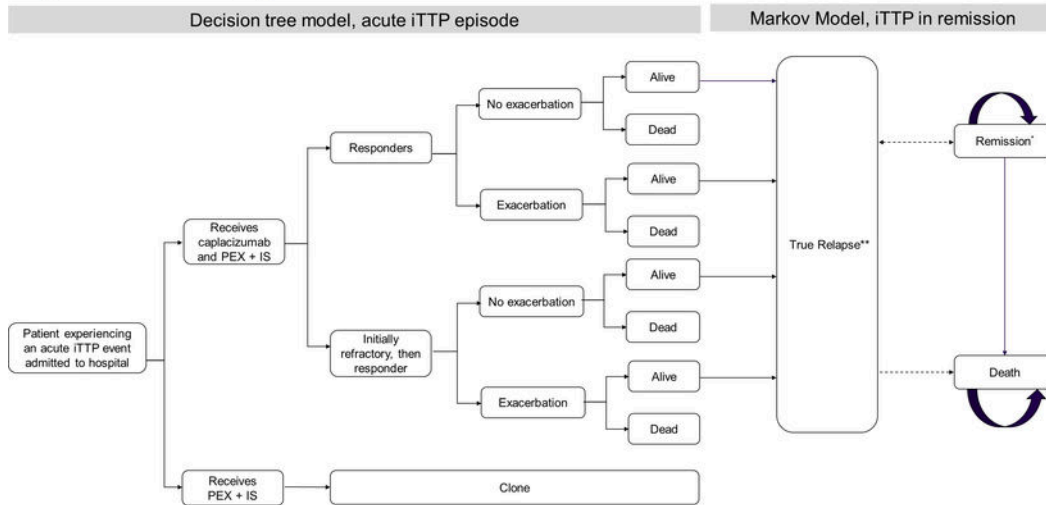 Decision tree model, acute iTTP episode
Markov Model, iTTP in remission
Alive
No exacerbation
Dead
Remission*
Responders
Alive
Exacerbation
Dead
Receives
caplacizumab
and PEX + IS
True Relapse**
Alive
No exacerbation
Dead
Patient experiencing
an acute iTTP event
admitted to hospital
Initially
refractory, then
responder
Alive
Death
Exacerbation
Dead
Receives
PEX + IS
Clone